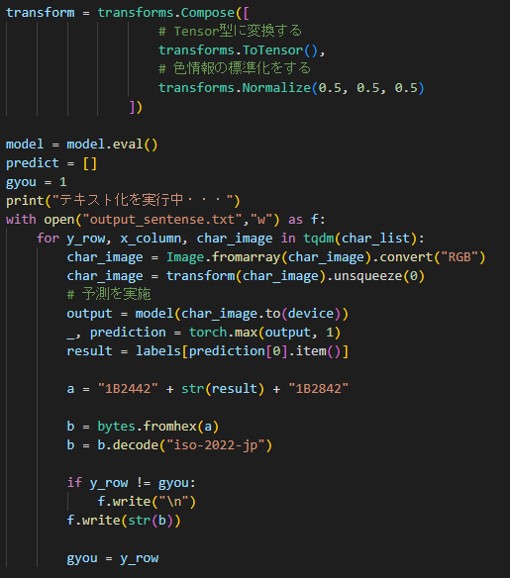 transform = transforms.Compose([
# Tensor型に変換する
transforms.ToTensor(),
# 色情報の標準化をする
transforms.Normalize(0.5, 0.5, 0.5)
])
model = model.eval()
predict = []
gyou = 1
print("テキスト化を実行中・・・")
with open("output_sentense.txt","w") as f:
for y_row, x_column, char_image in tqdm(char_list):
char_image = Image.fromarray(char_image).convert("RGB")
char_image = transform(char_image).unsqueeze(0)
# 予測を実施
output = model(char_image.to(device))
_, prediction = torch.max(output, 1)
result = labels[prediction[0].item()]
a = "1B2442" + str(result) + "1B2842"
b = bytes.fromhex(a)
b = b.decode("iso-2022-jp")
if y_row != gyou:
f.write("\n")
f.write(str(b))
gyou = y_row